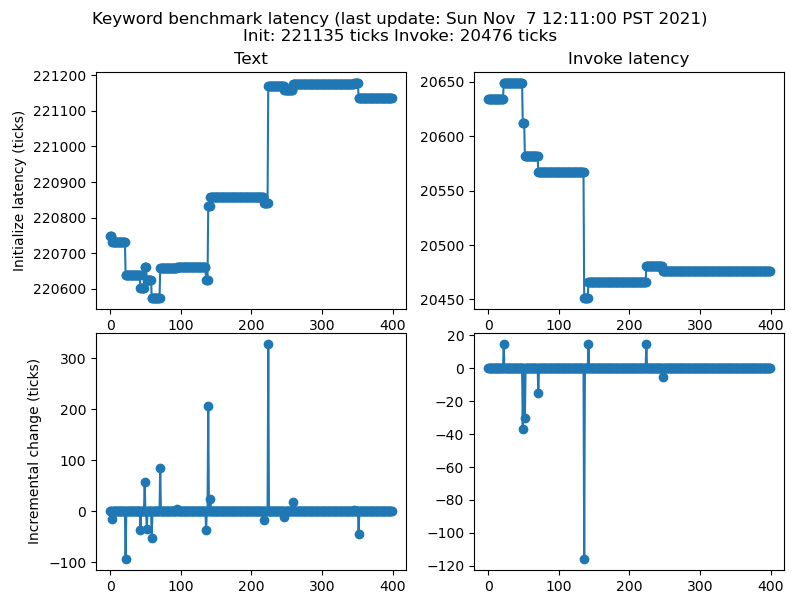 Keyword benchmark latency (last update: Sun Nov  7 12:11:00 PST 2021)
Init: 221135 ticks Invoke: 20476 ticks
Text
Invoke latency
Initialize latency (ticks)
221200
221100
221000
220900
220800
220700
220600
0 100 200 300 400
20650
20600
20550
20500
20450
0 100 200 300 400
Incremental change (ticks)
300
200
100
0
−100
0 100 200 300 400
20
0
−20
−40
−60
−80
−100
−120
0 100 200 300 400